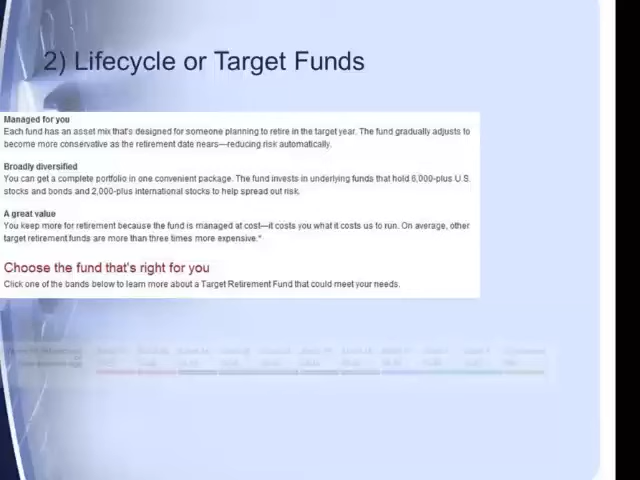 2) Lifecycle or Target Funds
Managed for you
Each fund has an asset mix that's designed for someone planning to retire in the target year. The fund gradually adjusts to
become more conservative as the retirement date nears—reducing risk automatically.
Broadly diversified
You can get a complete portfolio in one convenient package. The fund invests in underlying funds that hold 6,000-plus U.S.
stocks and bonds and 2,000-plus international stocks to help spread out risk.
A great value
You keep more for retirement because the fund is managed at cost—it costs you what it costs us to run. On average, other
target retirement funds are more than three times more expensive.*
Choose the fund that's right for you
Click one of the bands below to learn more about a Target Retirement Fund that could meet your needs.